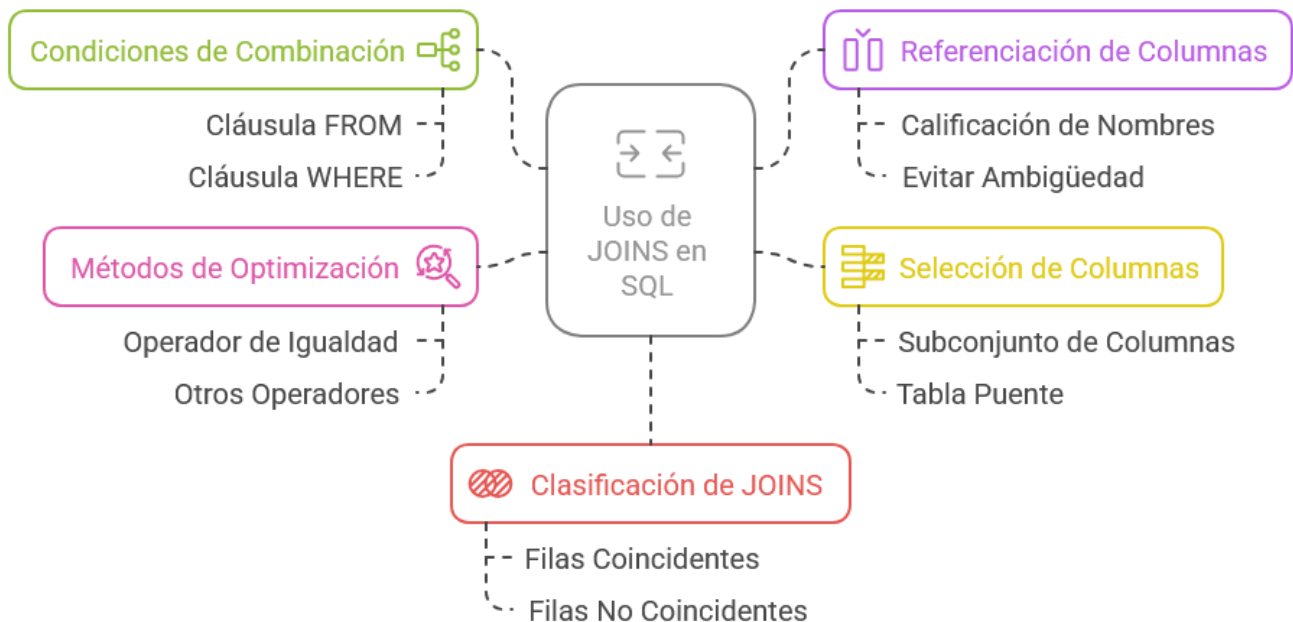 Condiciones de Combinación
Cláusula FROM
Cláusula WHERE
Métodos de Optimización
Operador de Igualdad
Otros Operadores
Uso de
JOINS en
SQL
Referenciación de Columnas
Calificación de Nombres
Evitar Ambigüedad
Selección de Columnas
Subconjunto de Columnas
Tabla Puente
Clasificación de JOINS
Filas Coincidentes
Filas No Coincidentes